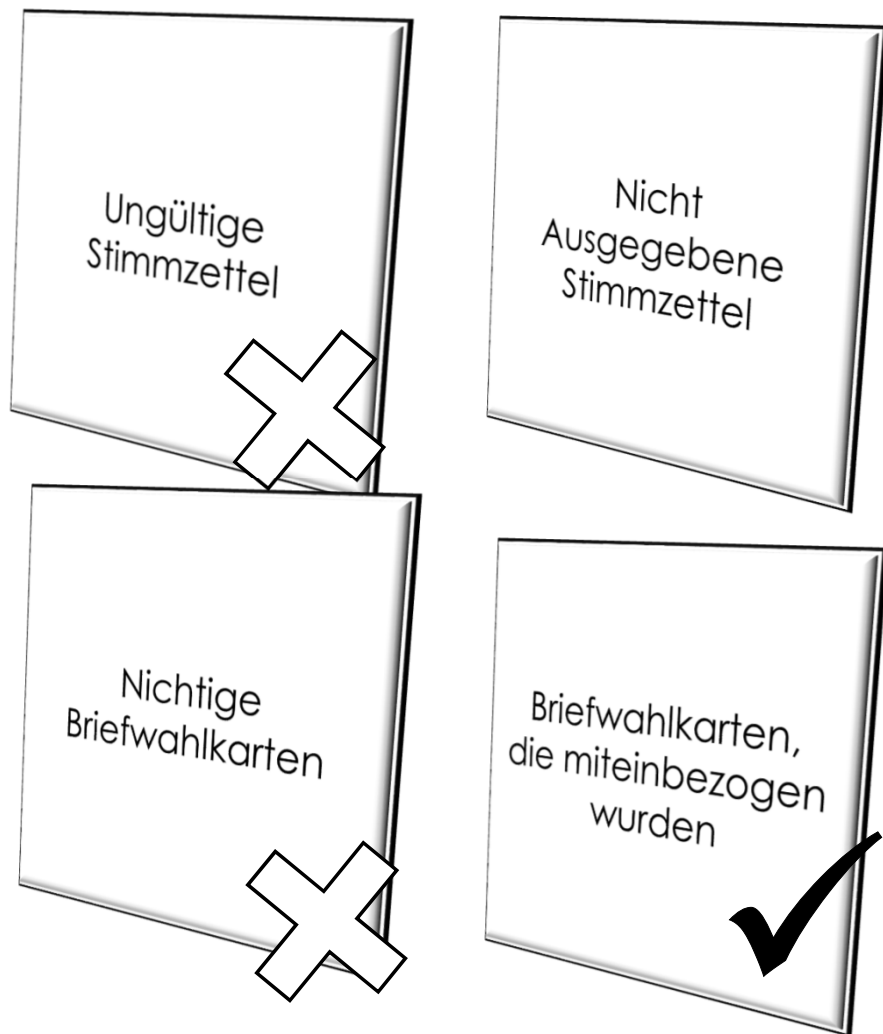 Ungültige
Stimmzettel
Nicht
Ausgegebene
Stimmzettel
Nichtige
Briefwahlkarten
Briefwahlkarten,
die miteinbezogen
wurden